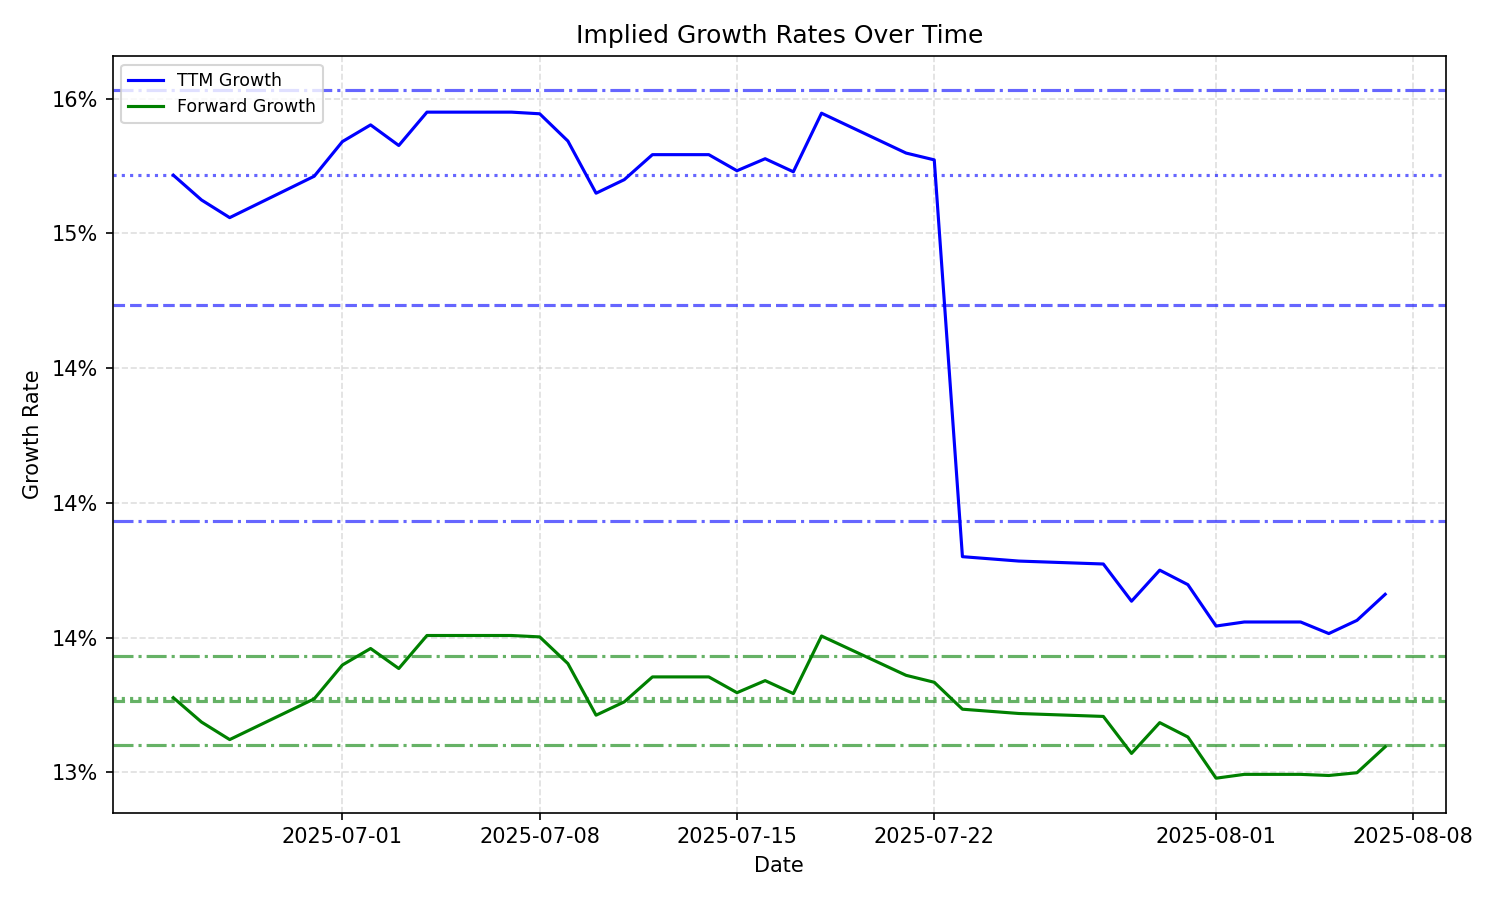 Implied Growth Rates Over Time
TTM Growth
Forward Growth
16%
15%
14%
14%
14%
13%
Growth Rate
2025-07-01
2025-07-08
2025-07-15
2025-07-22
2025-08-01
2025-08-08
Date